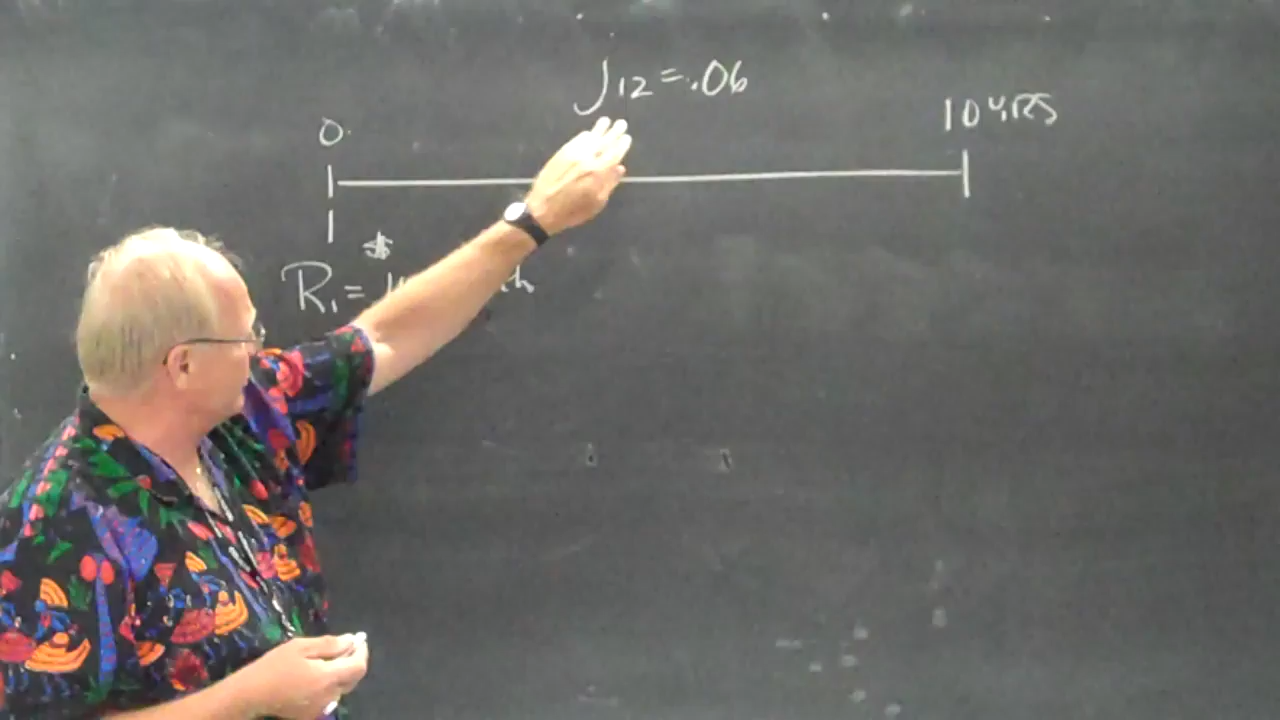 J12 = .06
0 10 YRS
$
R1 =